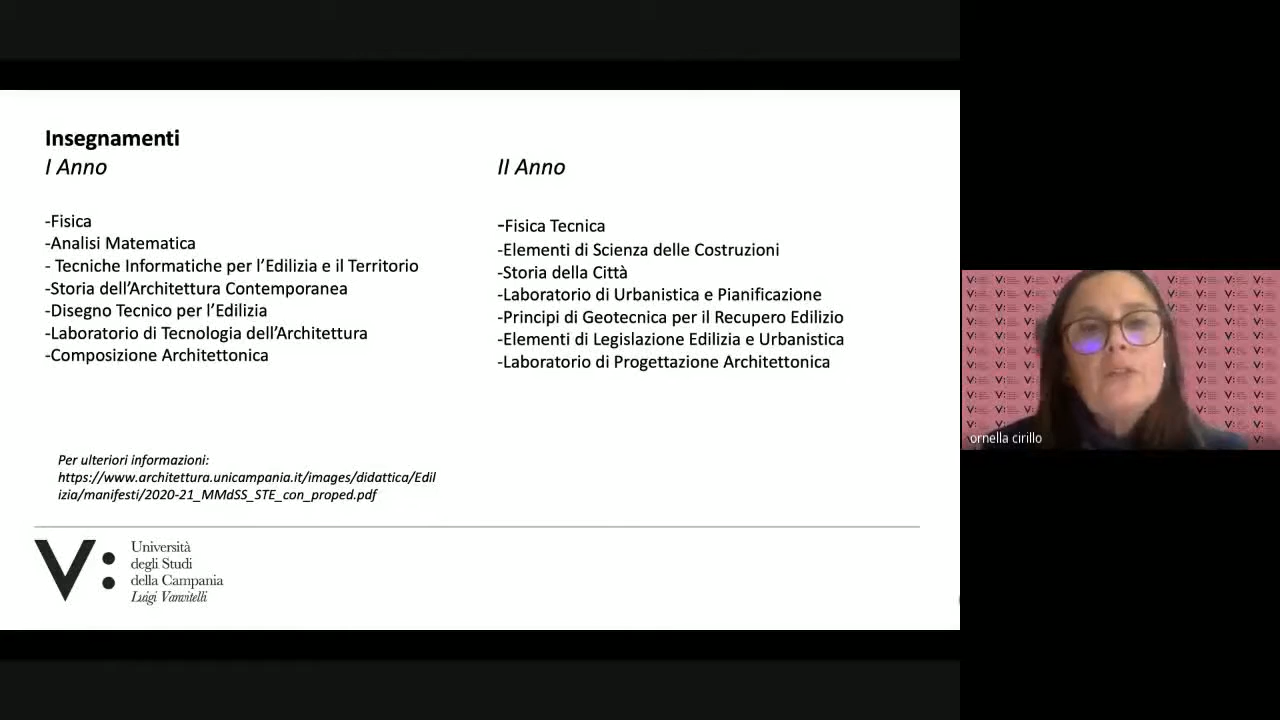 Insegnamenti
I Anno
-Fisica
-Analisi Matematica
- Tecniche Informatiche per l'Edilizia e il Territorio
-Storia dell'Architettura Contemporanea
-Disegno Tecnico per l'Edilizia
-Laboratorio di Tecnologia dell'Architettura
-Composizione Architettonica
II Anno
-Fisica Tecnica
-Elementi di Scienza delle Costruzioni
-Storia della Città
-Laboratorio di Urbanistica e Pianificazione
-Principi di Geotecnica per il Recupero Edilizio
-Elementi di Legislazione Edilizia e Urbanistica
-Laboratorio di Progettazione Architettonica
Per ulteriori informazioni:
https://www.architettura.unicampania.it/images/didattica/Edil
izia/manifesti/2020-21_MMdSS_STE_con_proped.pdf
V:
Università
degli Studi
della Campania
Luigi Vanvitelli
ornella cirillo